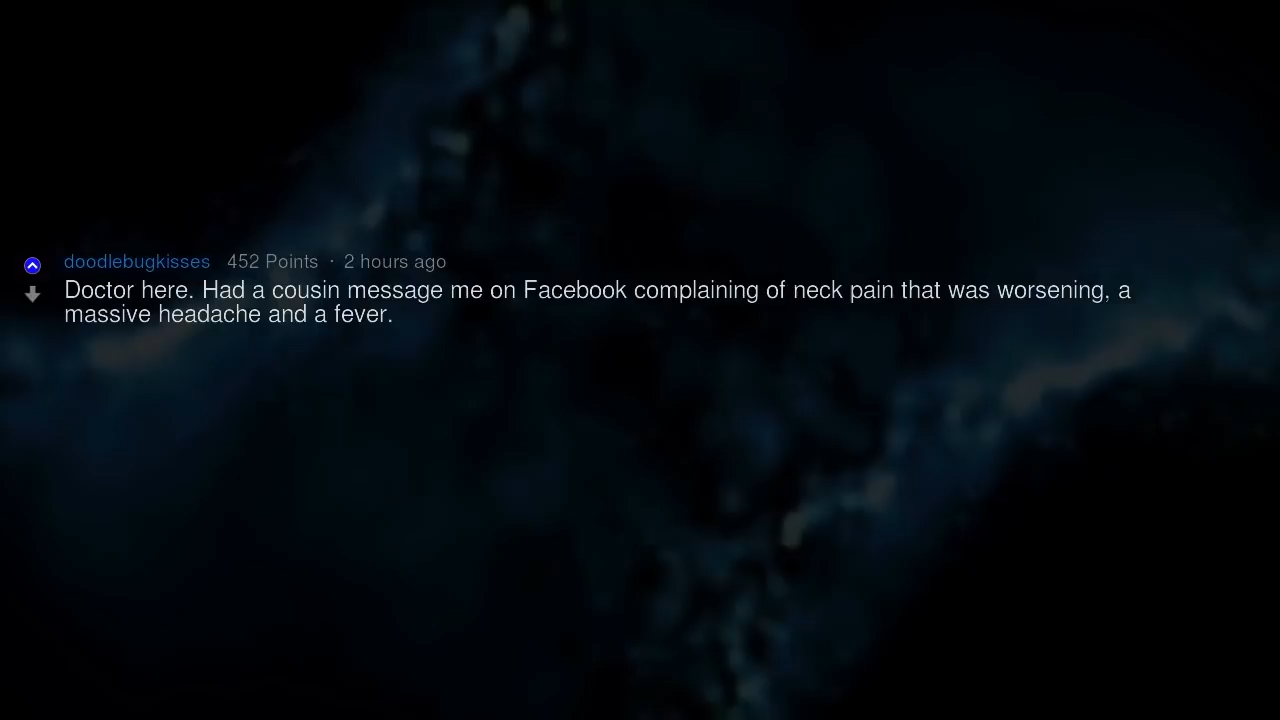 doodlebugkisses 452 Points · 2 hours ago
Doctor here. Had a cousin message me on Facebook complaining of neck pain that was worsening, a
massive headache and a fever.